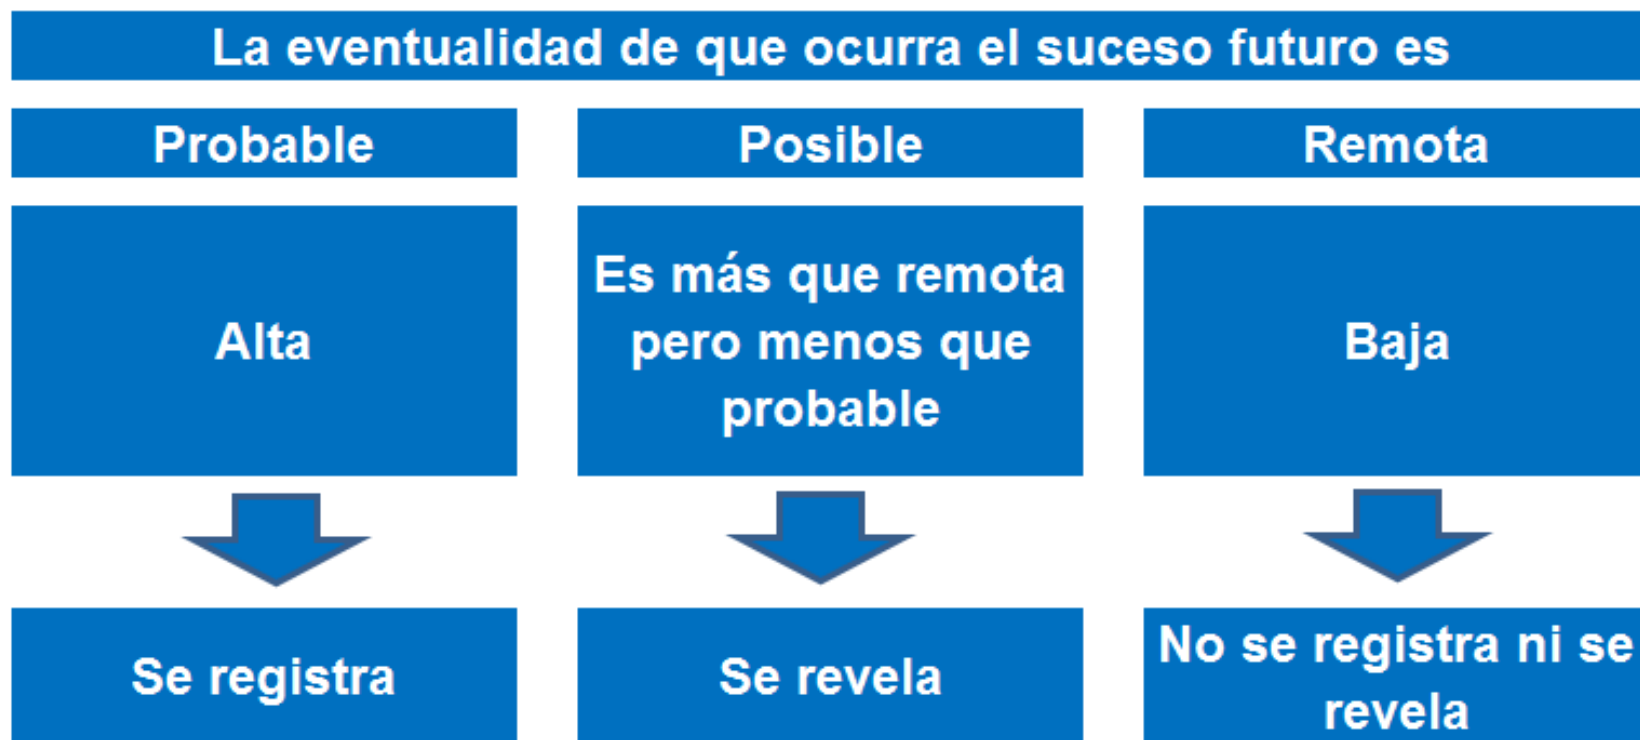 La eventualidad de que ocurra el suceso futuro es
Probable
Posible
Remota
Alta
Es más que remota
pero menos que
probable
Baja
Se registra
Se revela
No se registra ni se
revela